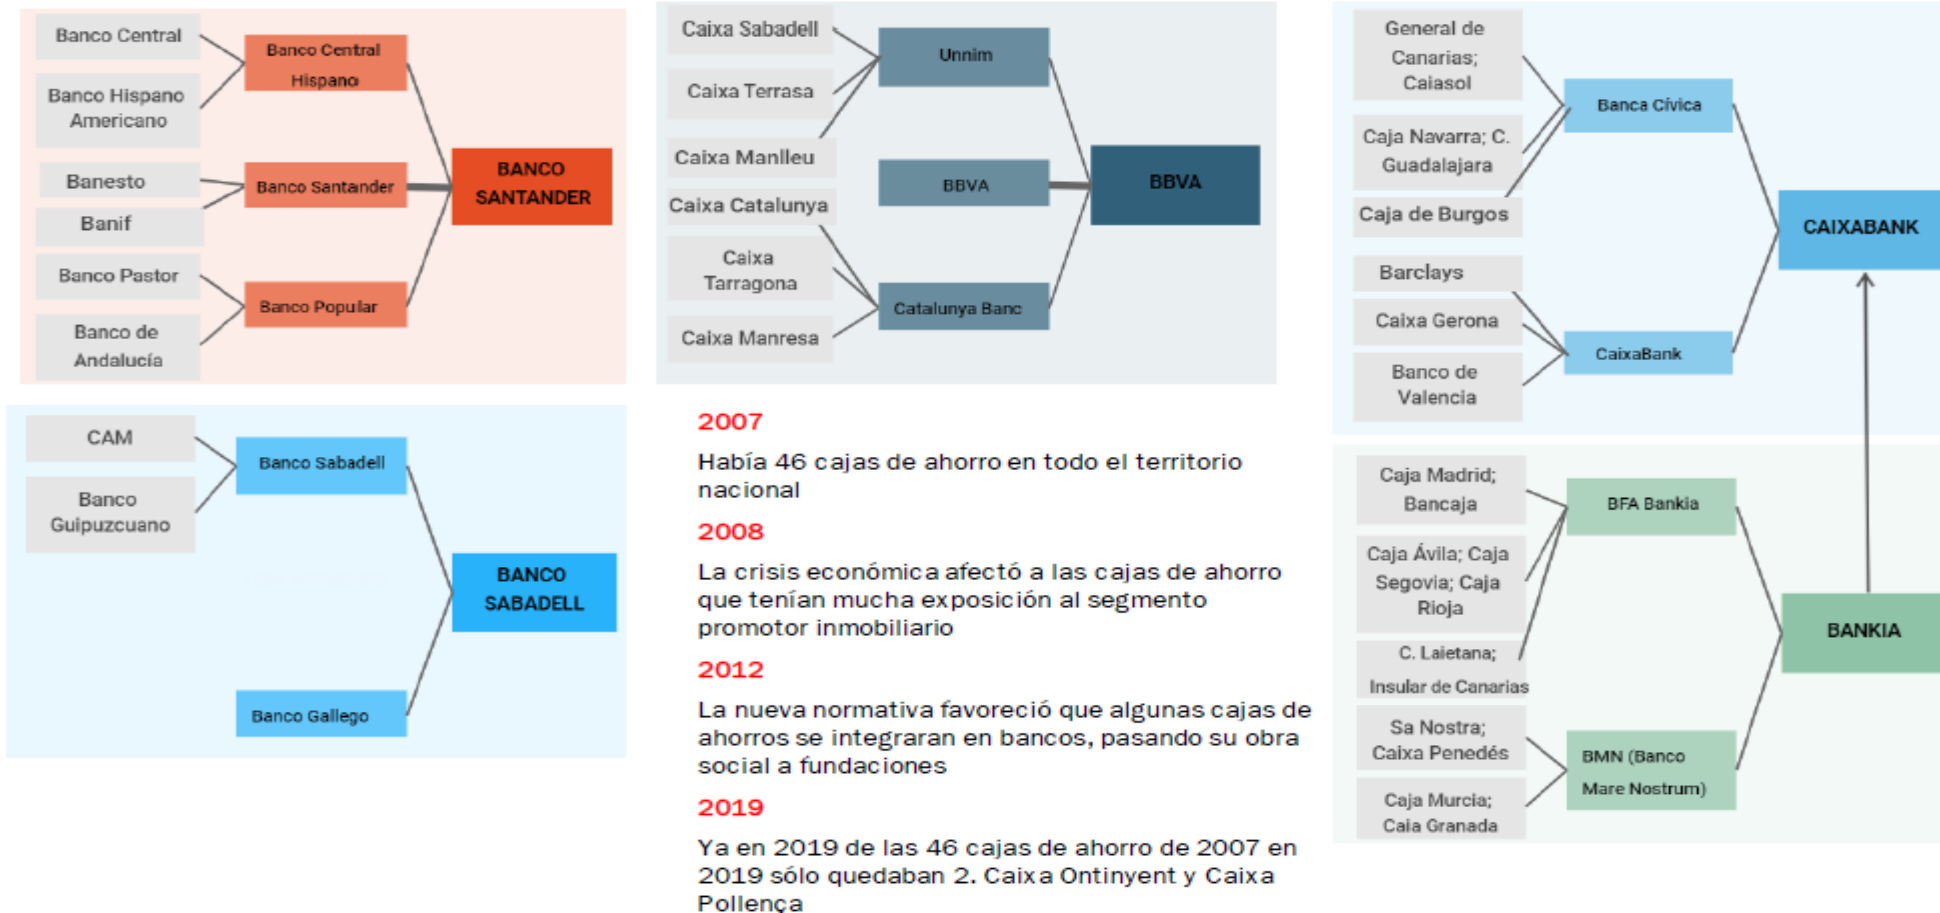 Banco Central
Banco Hispano
Americano
Banesto
Banif
Banco Pastor
Banco de
Andalucía
Banco Central
Hispano
Banco Santander
Banco Popular
BANCO
SANTANDER
Caixa Sabadell
Caixa Terrasa
Caixa Manlleu
Caixa Catalunya
Caixa
Tarragona
Caixa Manresa
Unnim
BBVA
Catalunya Banc
BBVA
General de
Canarias;
Caiasol
Caja Navarra; C.
Guadalajara
Caja de Burgos
Barclays
Caixa Gerona
Banco de
Valencia
Banca Cívica
CaixaBank
CAIXABANK
CAM
Banco
Guipuzcuano
Banco Sabadell
Banco Gallego
BANCO
SABADELL
2007
Había 46 cajas de ahorro en todo el territorio
nacional
2008
La crisis económica afectó a las cajas de ahorro
que tenían mucha exposición al segmento
promotor inmobiliario
2012
La nueva normativa favoreció que algunas cajas de
ahorros se integraran en bancos, pasando su obra
social a fundaciones
2019
Ya en 2019 de las 46 cajas de ahorro de 2007 en
2019 sólo quedaban 2. Caixa Ontinyent y Caixa
Pollença
Caja Madrid;
Bancaja
Caja Ávila; Caja
Segovia; Caja
Rioja
C. Laietana;
Insular de Canarias
Sa Nostra;
Caixa Penedés
Caja Murcia;
Caia Granada
BFA Bankia
BMN (Banco
Mare Nostrum)
BANKIA